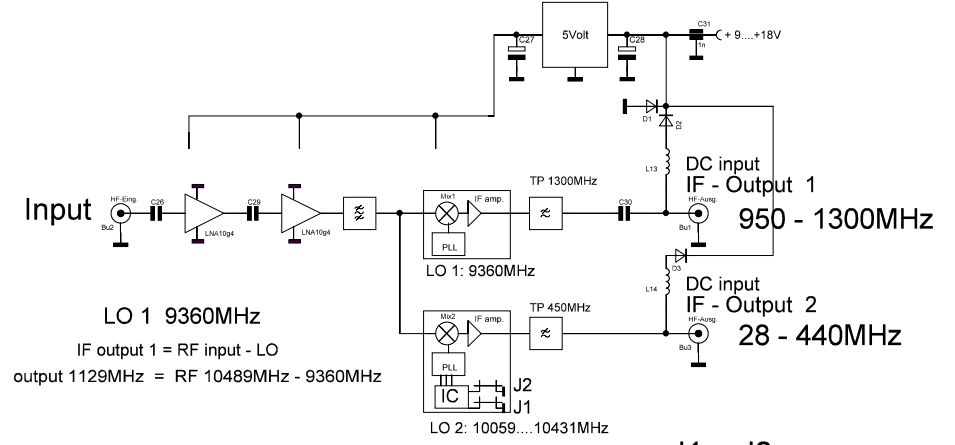 C27
5Volt
C28
C31
1n
+ 9....+18V
D1
D2
L13
DC input
IF - Output 1
HF-Ausg.
950 - 1300MHz
Bu1
TP 1300MHz
C30
Input
HF-Eing.
Bu2
C26
LNA10g4
C29
LNA10g4
Mix1
IF amp.
PLL
LO 1: 9360MHz
D3
L14
DC input
IF - Output 2
HF-Ausg.
28 - 440MHz
Bu3
TP 450MHz
Mix2
IF amp.
PLL
IC
J2
J1
LO 2: 10059....10431MHz
LO 1 9360MHz
IF output 1 = RF input - LO
output 1129MHz = RF 10489MHz - 9360MHz